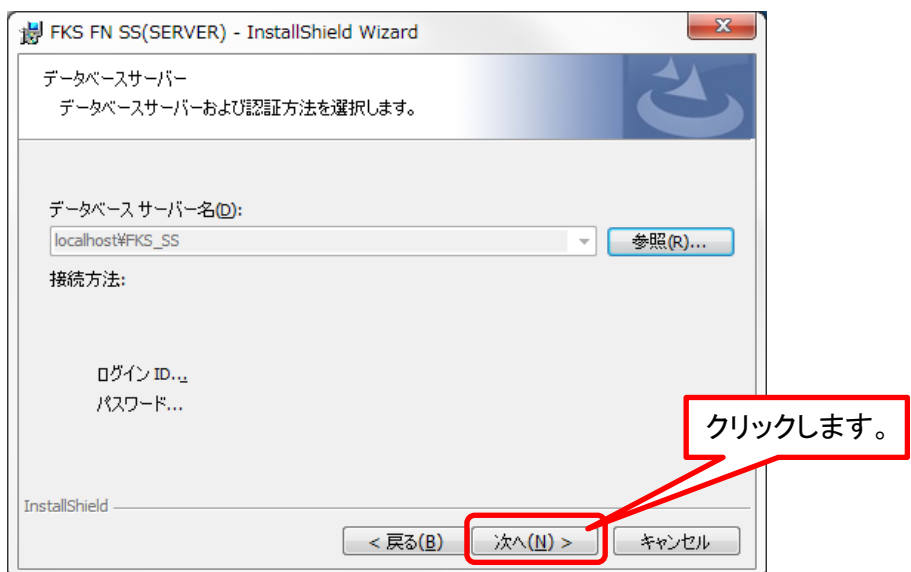 FKS FN SS(SERVER) - InstallShield Wizard
データベースサーバー
データベースサーバーおよび認証方法を選択します。
データベース サーバー名(D):
localhost¥FKS_SS
参照(R)...
接続方法:
ログイン ID...
パスワード...
クリックします。
InstallShield
< 戻る(B)
次へ(N) >
キャンセル